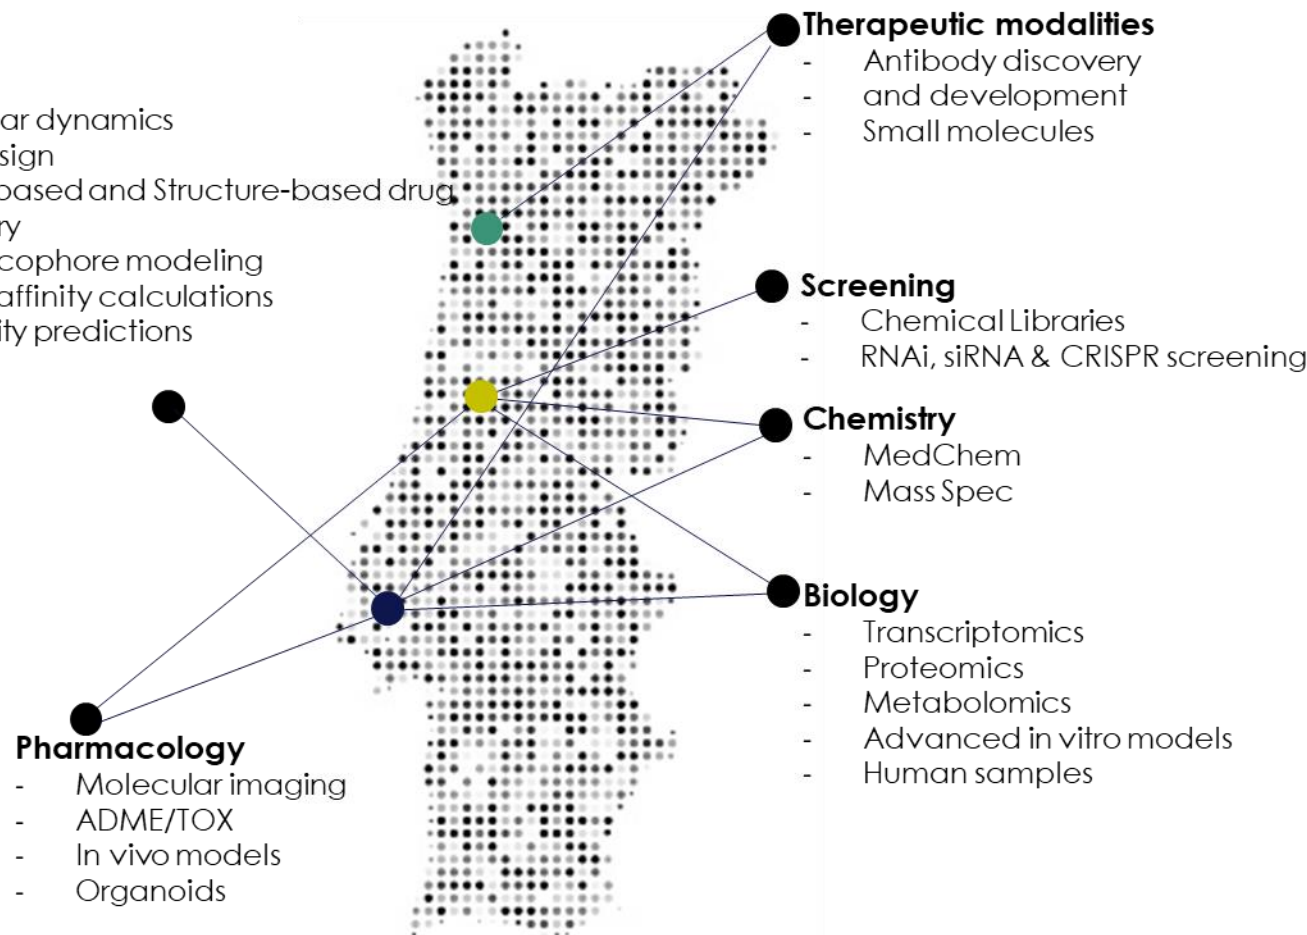 ar dynamics
sign
based and Structure-based drug
ry
cophore modeling
affinity calculations
ity predictions
Therapeutic modalities
- Antibody discovery
- and development
- Small molecules
Screening
- Chemical Libraries
- RNAi, siRNA & CRISPR screening
Chemistry
- MedChem
- Mass Spec
Biology
- Transcriptomics
- Proteomics
- Metabolomics
- Advanced in vitro models
- Human samples
Pharmacology
- Molecular imaging
- ADME/TOX
- In vivo models
- Organoids